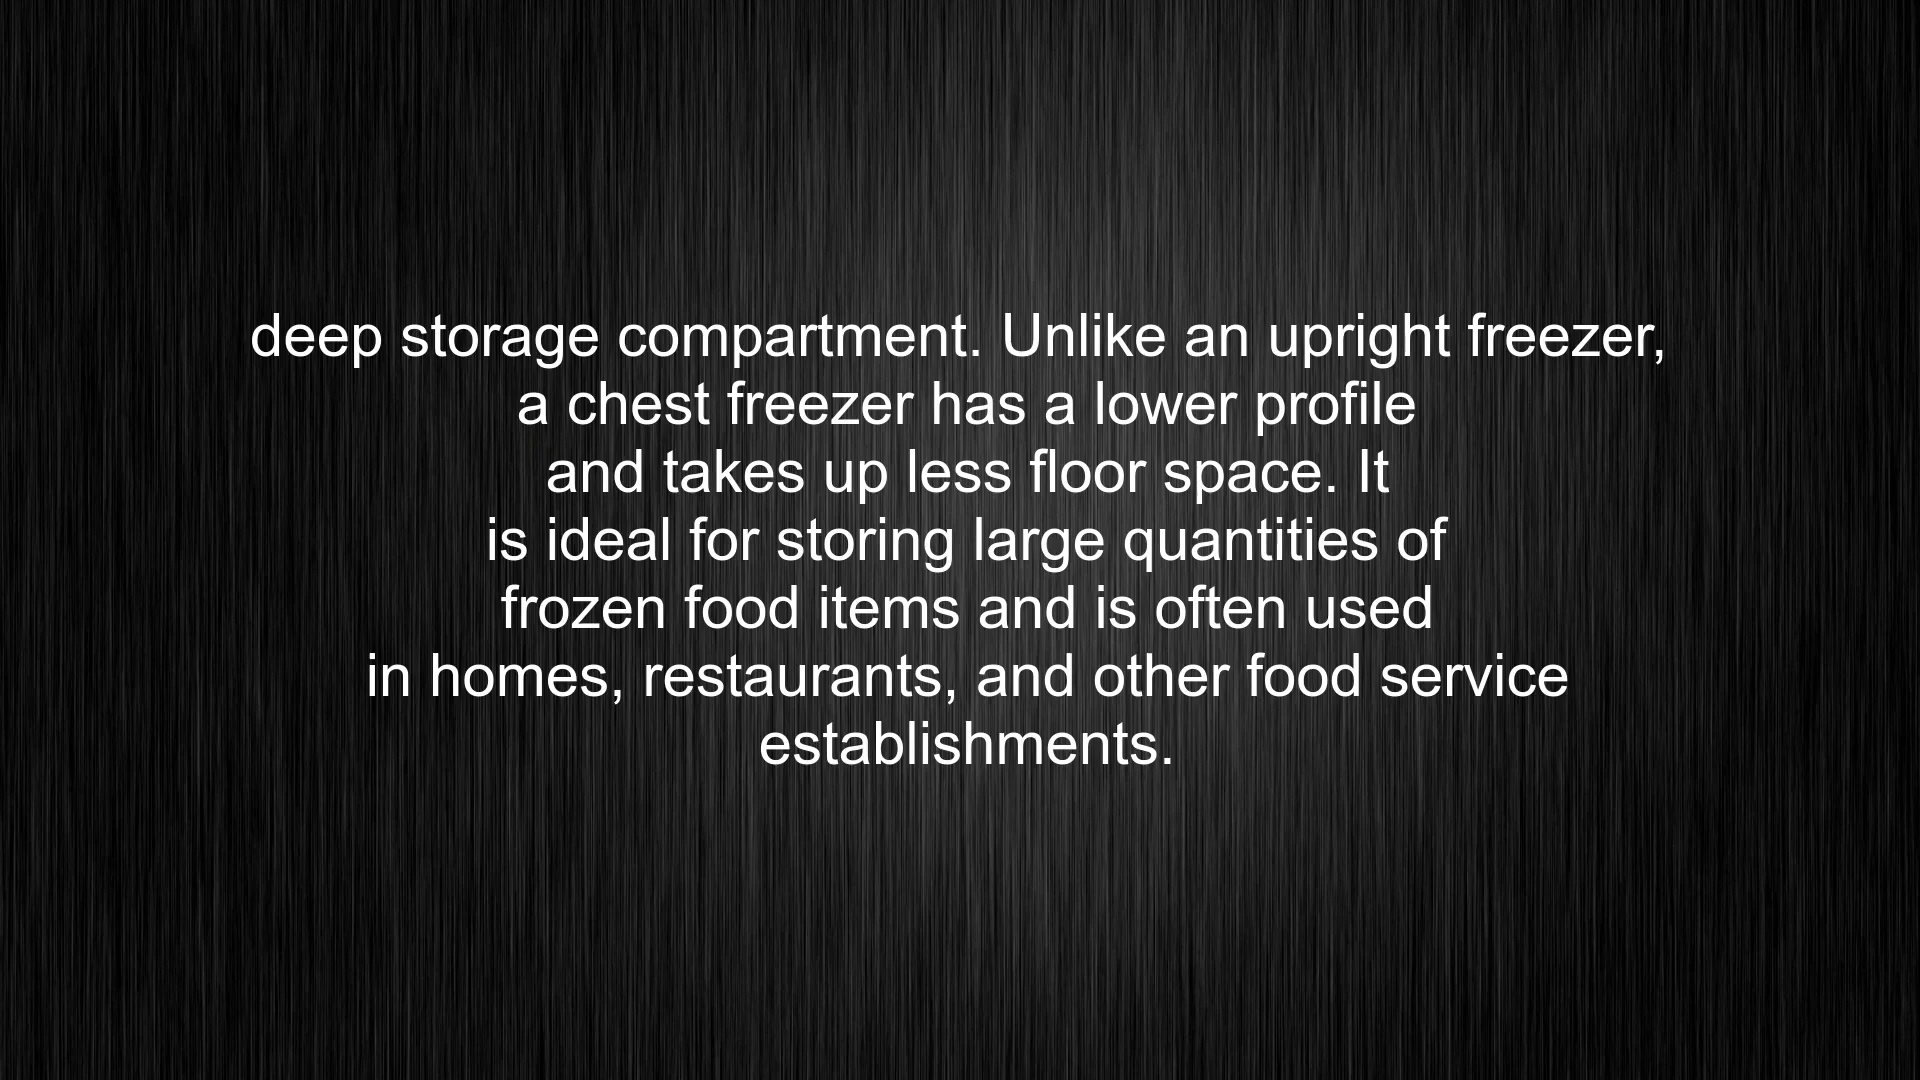 deep storage compartment. Unlike an upright freezer,
a chest freezer has a lower profile
and takes up less floor space. It
is ideal for storing large quantities of
frozen food items and is often used
in homes, restaurants, and other food service
establishments.